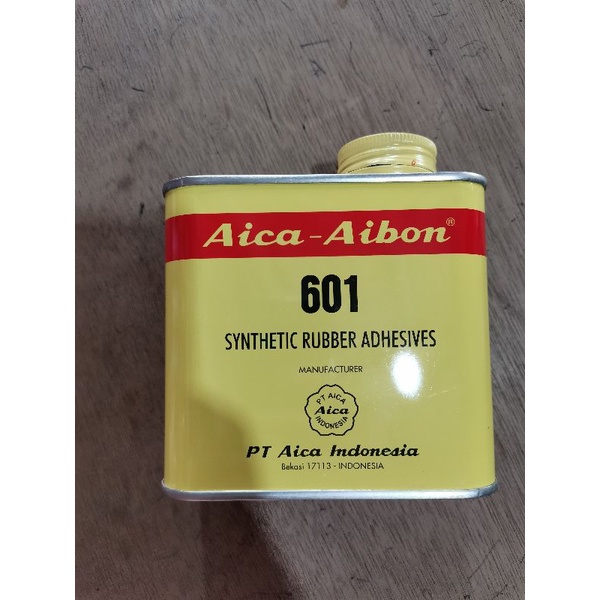 Aica-Aibon®
601
SYNTHETIC RUBBER ADHESIVES
MANUFACTURER
PT AICA
Aica
INDONESIA
PT Aica Indonesia
Bekasi 17113 - INDONESIA